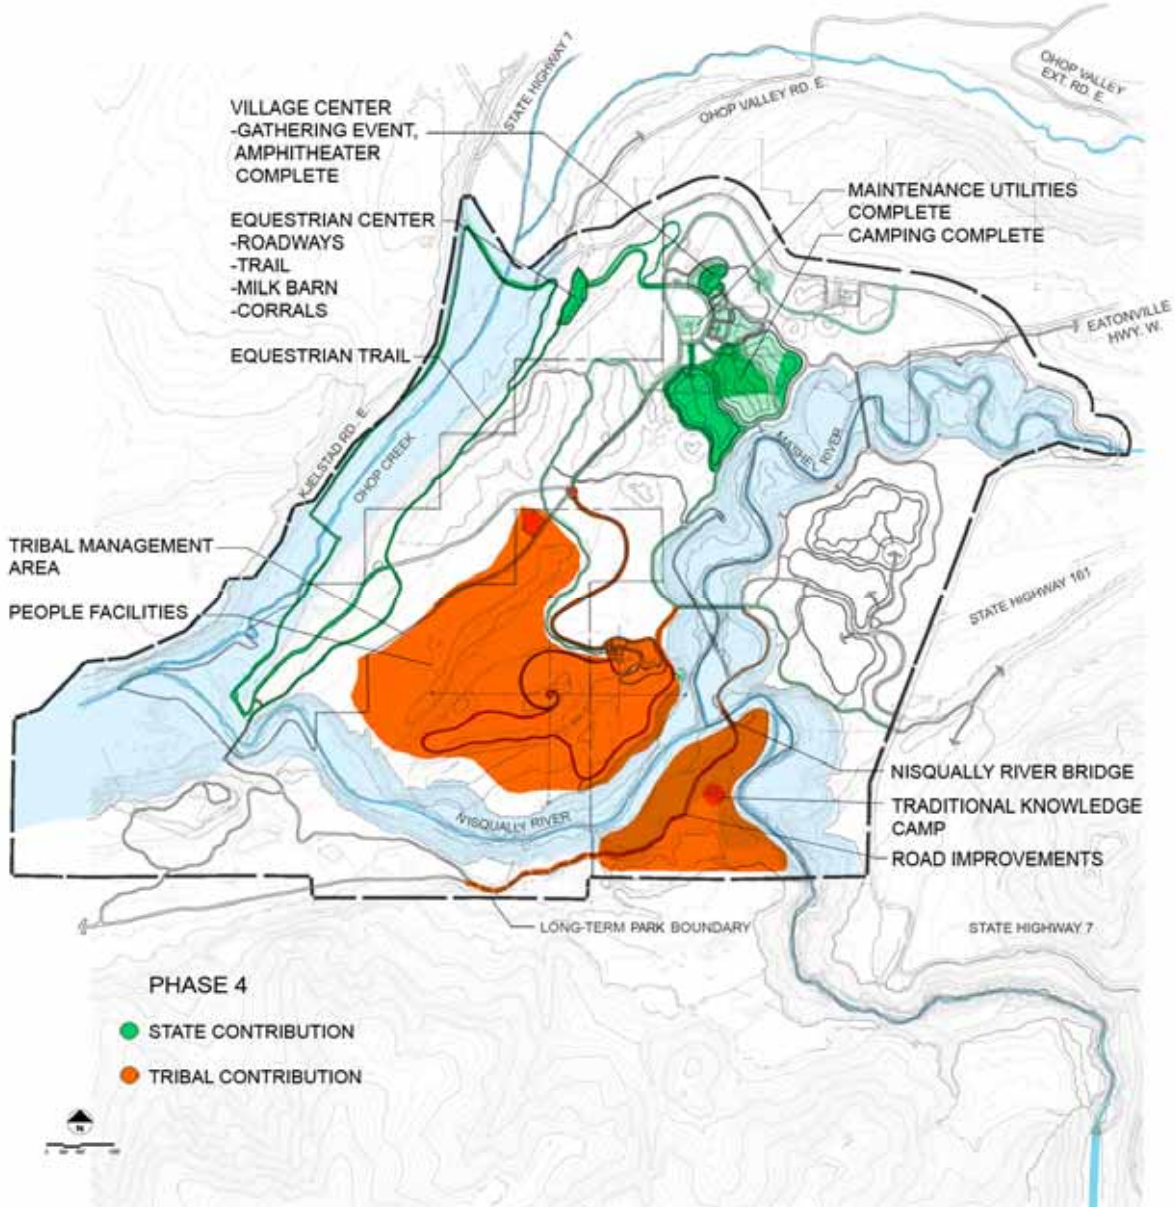 STATE HIGHWAY 7
OHOP VALLEY
EXT. RD. E.
OHOP VALLEY RD. E.
VILLAGE CENTER
-GATHERING EVENT,
AMPHITHEATER
COMPLETE
MAINTENANCE UTILITIES
COMPLETE
CAMPING COMPLETE
EQUESTRIAN CENTER
-ROADWAYS
-TRAIL
-MILK BARN
-CORRALS
EATONVILLE
HWY. W.
EQUESTRIAN TRAIL
KJELSTAD RD. E.
OHOP CREEK
MASHEL
RIVER
TRIBAL MANAGEMENT
AREA
PEOPLE FACILITIES
STATE HIGHWAY 161
NISQUALLY RIVER BRIDGE
TRADITIONAL KNOWLEDGE
CAMP
NISQUALLY RIVER
ROAD IMPROVEMENTS
LONG-TERM PARK BOUNDARY
STATE HIGHWAY 7
PHASE 4
STATE CONTRIBUTION
TRIBAL CONTRIBUTION
N